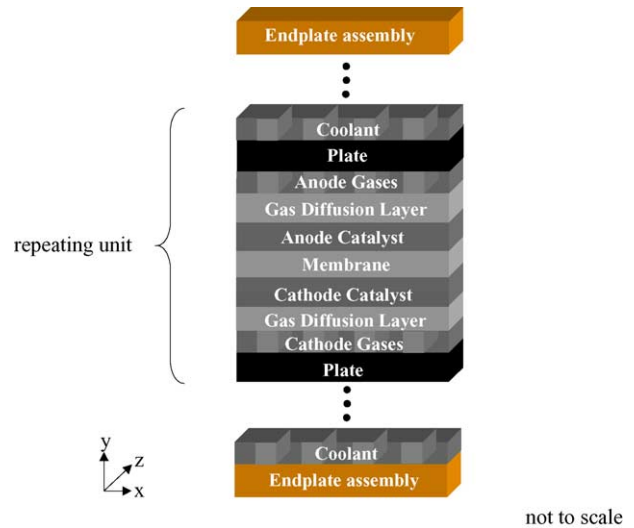 Endplate assembly
Coolant
Plate
Anode Gases
Gas Diffusion Layer
repeating unit
Anode Catalyst
Membrane
Cathode Catalyst
Gas Diffusion Layer
Cathode Gases
Plate
y
z
x
Coolant
Endplate assembly
not to scale